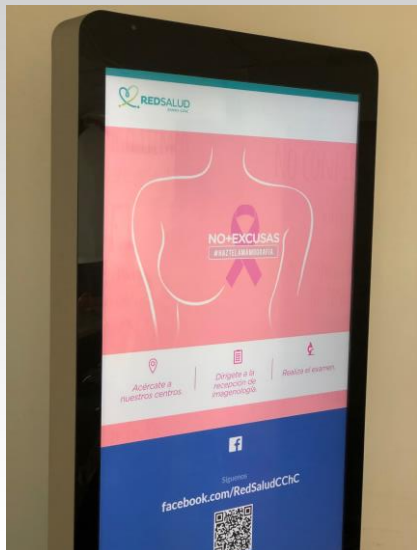 REDSALUD
NO+EXCUSAS
#HAZTELAMAMOGRAFÍA
Acércate a
nuestros centros.
Dirígete a la
recepción de
imagenología.
Realiza el examen.
Síguenos
facebook.com/RedSaludCChC